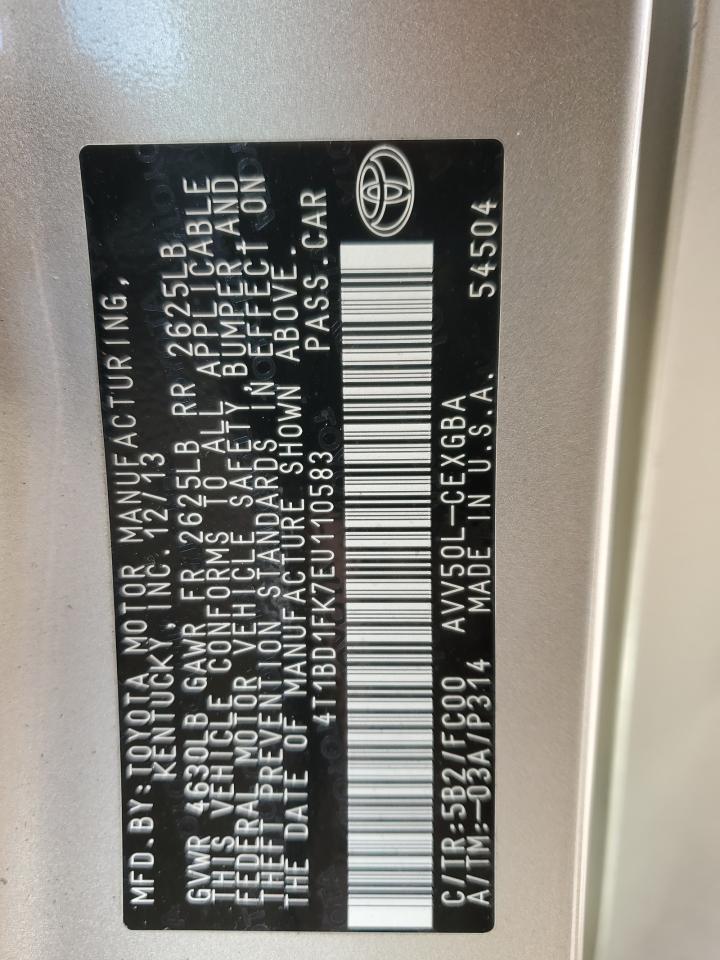 MFD.BY:TOYOTA MOTOR MANUFACTURING,
KENTUCKY, INC. 12/13
GVWR 4630LB GAWR FR 2625LB RR 2625LB
THIS VEHICLE CONFORMS TO ALL APPLICABLE
FEDERAL MOTOR VEHICLE SAFETY, BUMPER, AND
THEFT PREVENTION STANDARDS IN EFFECT ON
THE DATE OF MANUFACTURE SHOWN ABOVE.
4T1BD1FK7EU110583 PASS.CAR
C/TR:5B2/FC00 AVV50L-CEXGBA
A/TM:-03A/P314 MADE IN U.S.A. 54504